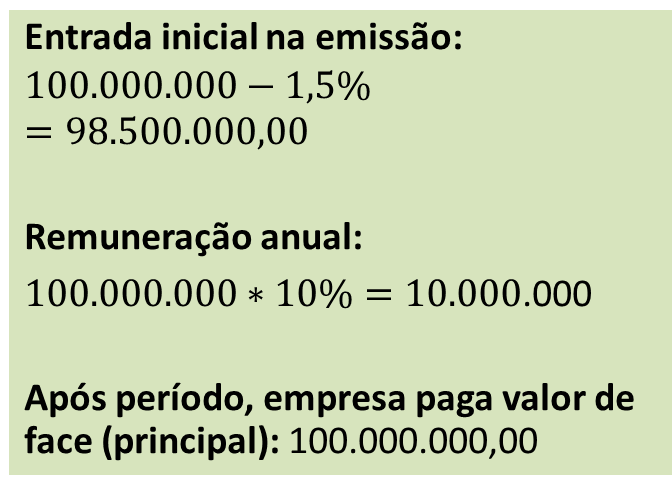 Entrada inicial na emissão:
100.000.000 − 1,5%
= 98.500.000,00
Remuneração anual:
100.000.000 ∗ 10% = 10.000.000
Após período, empresa paga valor de
face (principal): 100.000.000,00